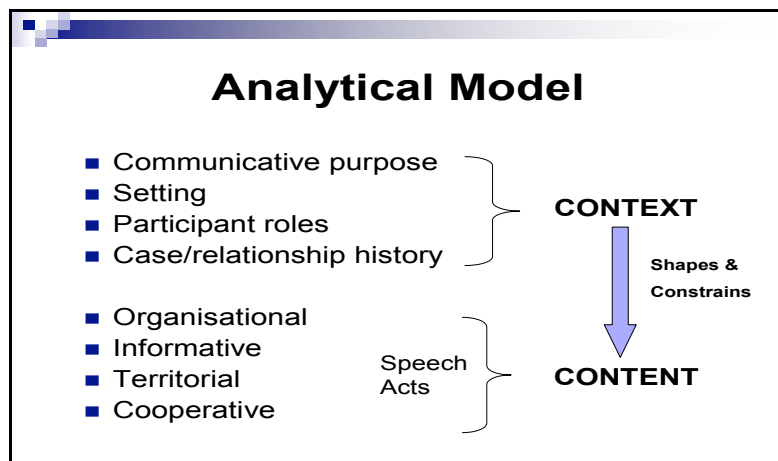 Analytical Model
Communicative purpose
Setting
Participant roles
Case/relationship history
CONTEXT
Shapes &
Constrains
Organisational
Informative
Territorial
Cooperative
Speech
Acts
CONTENT